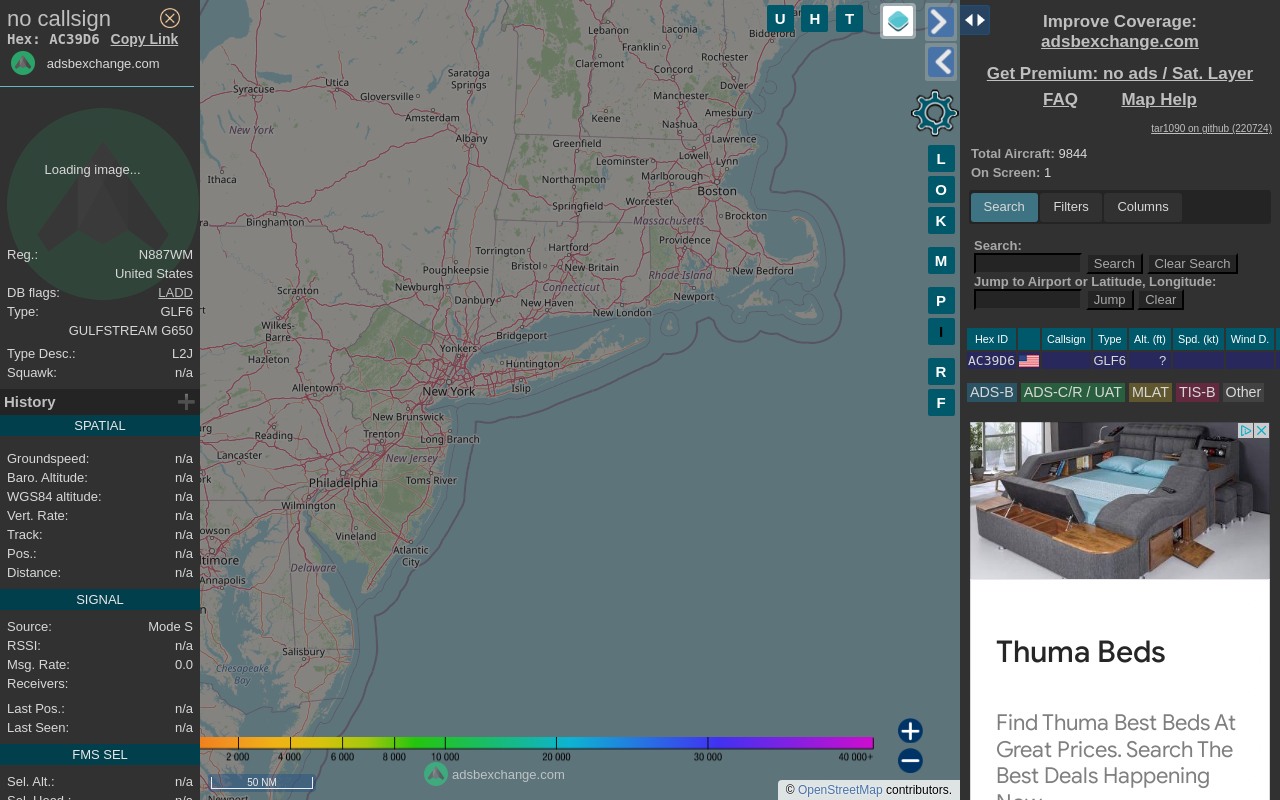 no callsign
Hex: AC39D6 Copy Link
adsbexchange.com
Loading image...
Reg.: N887WM
United States
DB flags: LADD
Type: GLF6
GULFSTREAM G650
Type Desc.: L2J
Squawk: n/a
History
SPATIAL
Groundspeed: n/a
Baro. Altitude: n/a
WGS84 altitude: n/a
Vert. Rate: n/a
Track: n/a
Pos.: n/a
Distance: n/a
SIGNAL
Source: Mode S
RSSI: n/a
Msg. Rate: 0.0
Receivers:
Last Pos.: n/a
Last Seen: n/a
FMS SEL
Sel. Alt.: n/a
U H T
L
O
K
M
P
I
R
F
Lebanon
Laconia
Franklin
Biddeford
Claremont
Rochester
Concord
Dover
Utica
Saratoga
Springs
Syracuse
Gloversville
Manchester
Amesbury
Amsterdam
Keene
Nashua
New York
Albany
Greenfield
Lowell
Lawrence
Leominster
Lynn
Ithaca
Northampton
Marlborough
Boston
Springfield
Worcester
Binghamton
Massachusetts
Brockton
Torrington
Hartford
Providence
Poughkeepsie
Bristol
New Britain
Rhode Island
New Bedford
Scranton
Newburgh
Connecticut
Danbury
New Haven
Newport
New London
Wilkes-
Barre
Bridgeport
Hazleton
Yonkers
Huntington
Allentown
New York
Islip
New Brunswick
Reading
Trenton
Long Branch
Lancaster
New Jersey
Philadelphia
Toms River
Wilmington
Vineland
Atlantic
City
Delaware
Annapolis
Salisbury
Chesapeake
Bay
2 000 4 000 6 000 8 000 10 000 20 000 30 000 40 000+
adsbexchange.com
50 NM
© OpenStreetMap contributors.
Improve Coverage:
adsbexchange.com
Get Premium: no ads / Sat. Layer
FAQ Map Help
tar1090 on github (220724)
Total Aircraft: 9844
On Screen: 1
Search Filters Columns
Search:
Search Clear Search
Jump to Airport or Latitude, Longitude:
Jump Clear
Hex ID Callsign Type Alt. (ft) Spd. (kt) Wind D.
AC39D6 GLF6 ?
ADS-B ADS-C/R / UAT MLAT TIS-B Other
Thuma Beds
Find Thuma Best Beds At
Great Prices. Search The
Best Deals Happening